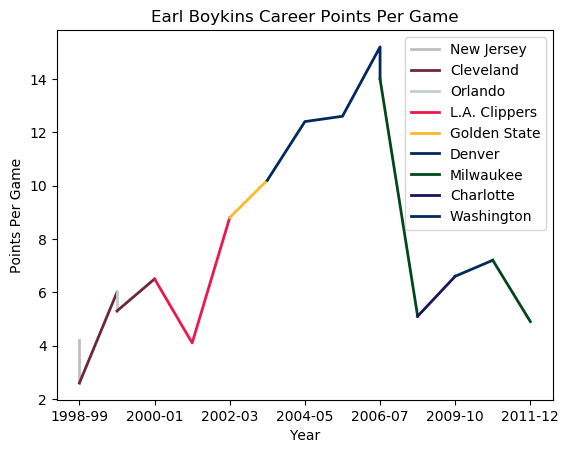 Earl Boykins Career Points Per Game
Points Per Game
14
12
10
8
6
4
2
New Jersey
Cleveland
Orlando
L.A. Clippers
Golden State
Denver
Milwaukee
Charlotte
Washington
1998-99 2000-01 2002-03 2004-05 2006-07 2009-10 2011-12
Year